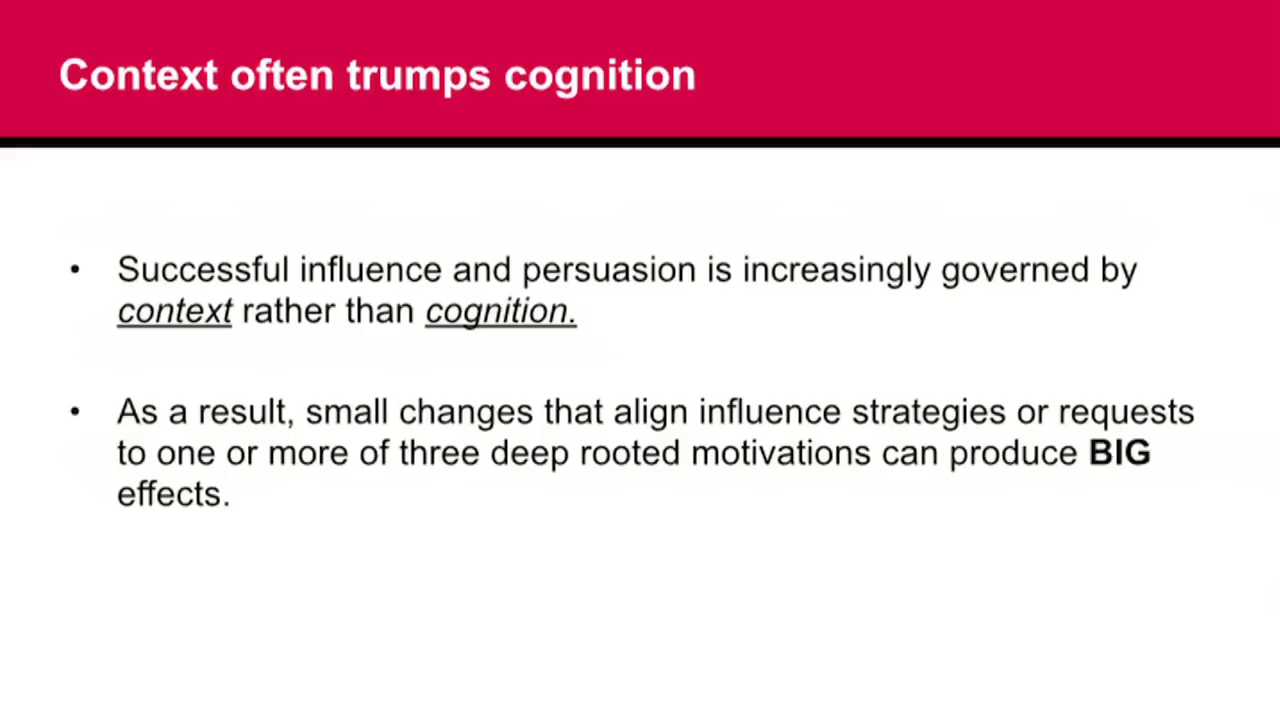 Context often trumps cognition
• Successful influence and persuasion is increasingly governed by
context rather than cognition.
• As a result, small changes that align influence strategies or requests
to one or more of three deep rooted motivations can produce BIG
effects.